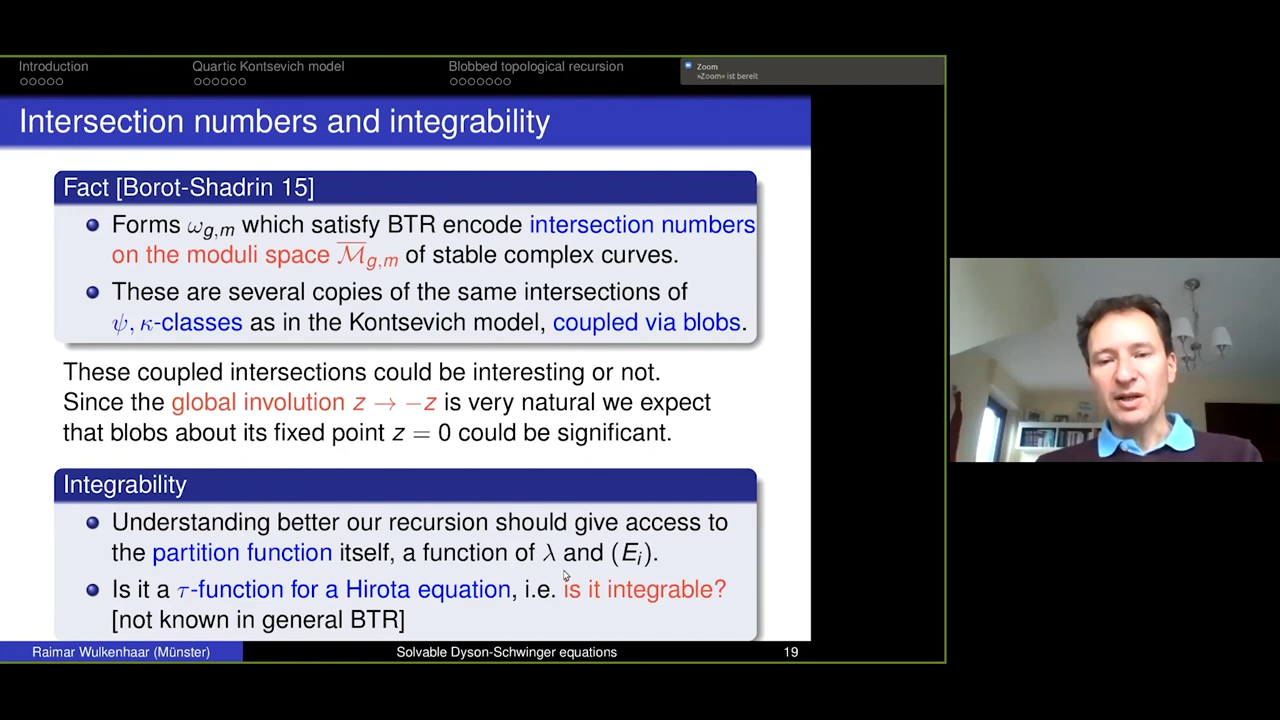 Introduction Quartic Kontsevich model Blobbed topological recursion
Zoom
»Zoom« ist bereit
Intersection numbers and integrability
Fact [Borot-Shadrin 15]
Forms ω_{g,m} which satisfy BTR encode intersection numbers
on the moduli space \overline{M}_{g,m} of stable complex curves.
These are several copies of the same intersections of
ψ, κ-classes as in the Kontsevich model, coupled via blobs.
These coupled intersections could be interesting or not.
Since the global involution z → −z is very natural we expect
that blobs about its fixed point z = 0 could be significant.
Integrability
Understanding better our recursion should give access to
the partition function itself, a function of λ and (E_i).
Is it a τ-function for a Hirota equation, i.e. is it integrable?
[not known in general BTR]
Raimar Wulkenhaar (Münster) Solvable Dyson-Schwinger equations 19